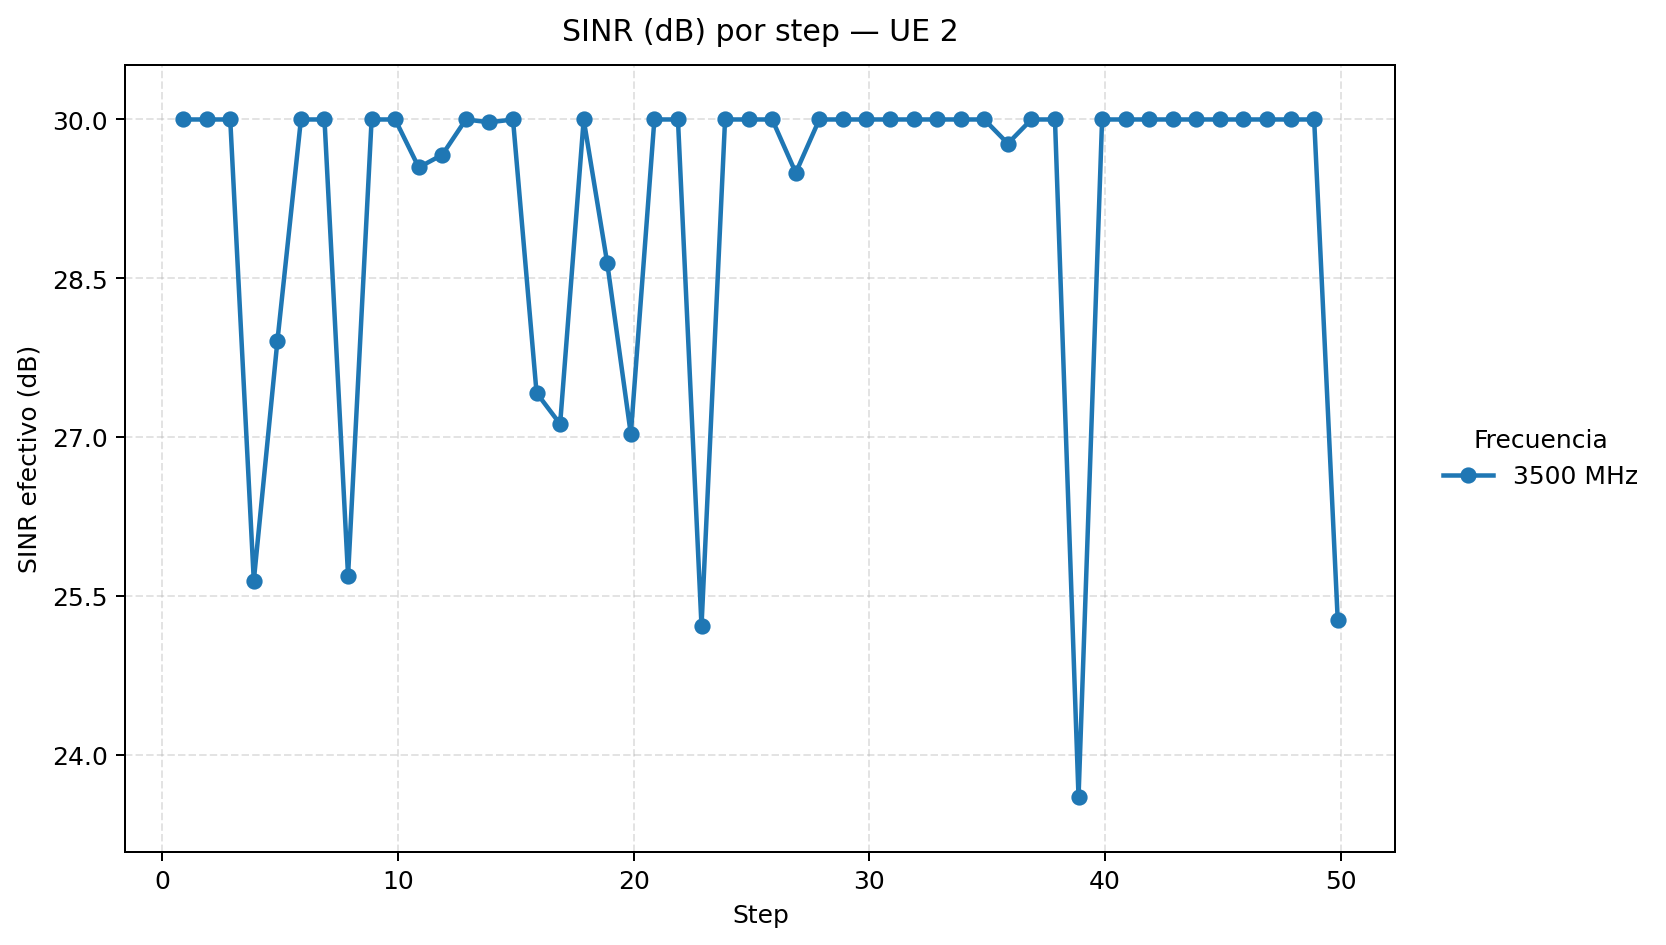 SINR (dB) por step — UE 2
30.0
28.5
27.0
25.5
24.0
SINR efectivo (dB)
0 10 20 30 40 50
Step
Frecuencia
3500 MHz